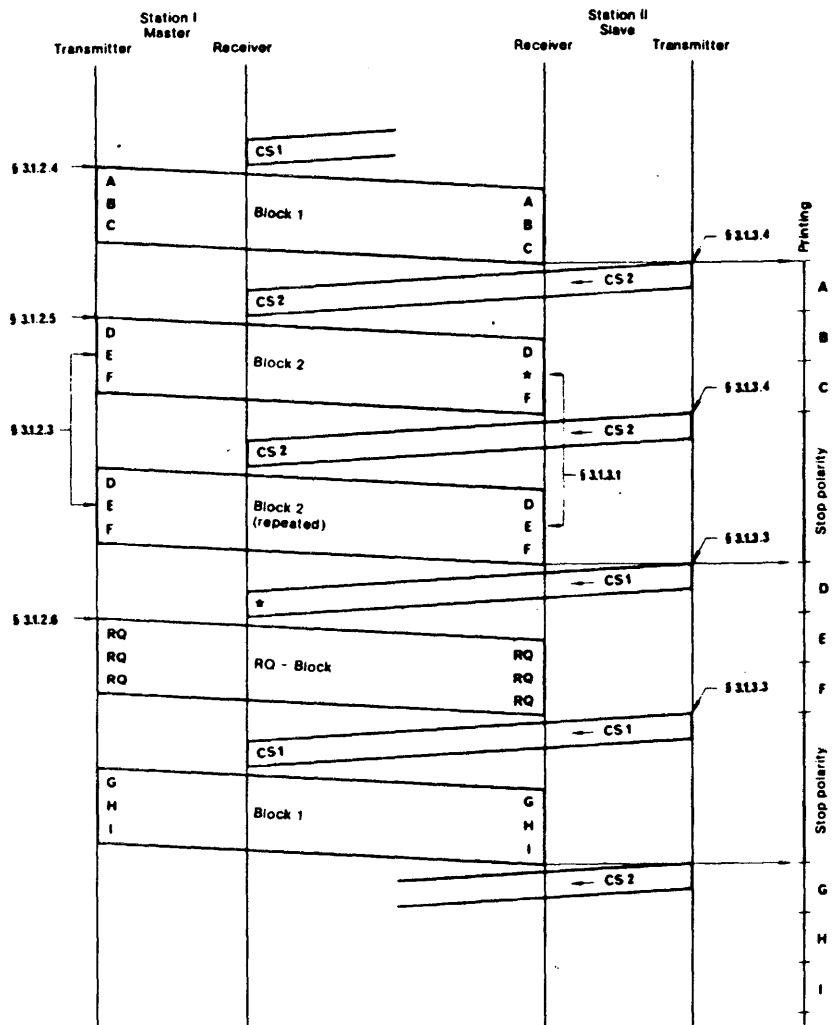 Station I
Master
Station II
Slave
Transmitter
Receiver
Receiver
Transmitter
CS1
§ 3.1.2.4
A
B
C
Block 1
A
B
C
§ 3.1.3.4
Printing
CS2
CS2
A
§ 3.1.2.5
D
E
F
Block 2
D
*
F
B
C
§ 3.1.3.4
§ 3.1.2.3
CS2
CS2
§ 3.1.3.1
Stop polarity
D
E
F
Block 2
(repeated)
D
E
F
§ 3.1.3.3
*
CS1
D
§ 3.1.2.6
RQ
RQ
RQ
RQ - Block
RQ
RQ
RQ
E
F
§ 3.1.3.3
CS1
CS1
Stop polarity
G
H
I
Block 1
G
H
I
CS2
G
H
I